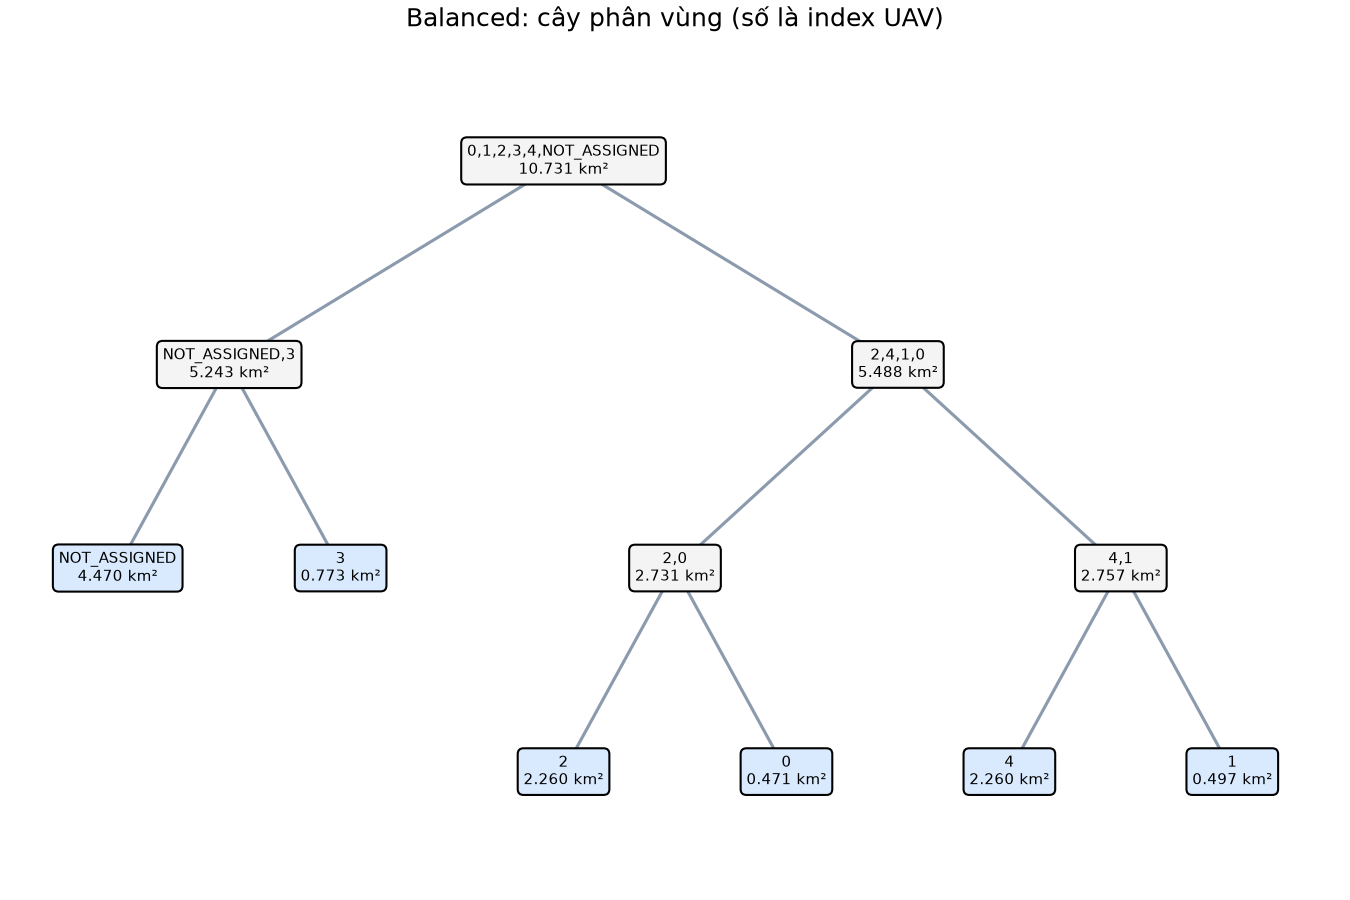 Balanced: cây phân vùng (số là index UAV)
0,1,2,3,4,NOT_ASSIGNED
10.731 km²
NOT_ASSIGNED,3
5.243 km²
2,4,1,0
5.488 km²
NOT_ASSIGNED
4.470 km²
3
0.773 km²
2,0
2.731 km²
4,1
2.757 km²
2
2.260 km²
0
0.471 km²
4
2.260 km²
1
0.497 km²